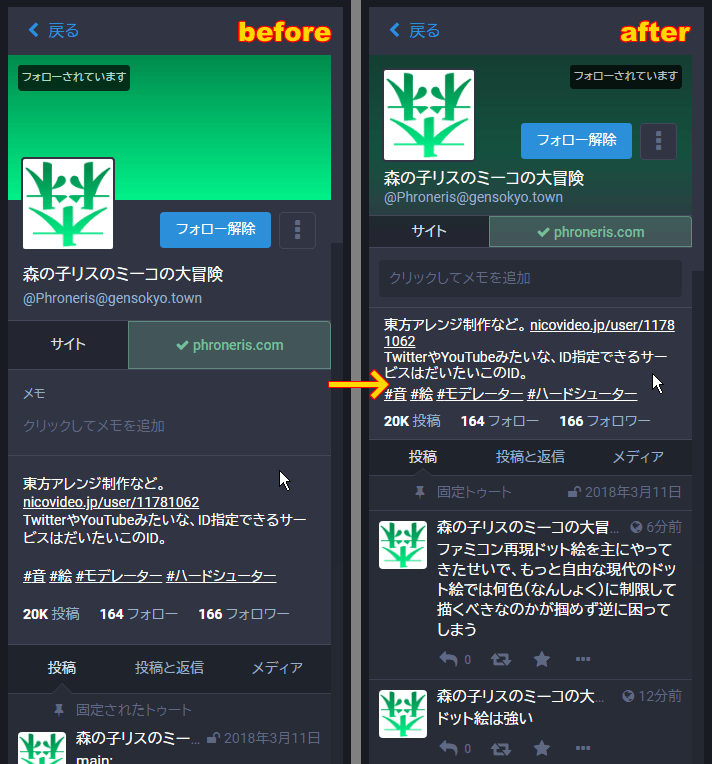 戻る
before
フォローされています
フォロー解除
森の子リスのミーコの大冒険
@Phroneris@gensokyo.town
サイト
phroneris.com
メモ
クリックしてメモを追加
東方アレンジ制作など。
nicovideo.jp/user/11781062
TwitterやYouTubeみたいな、ID指定できるサー
ビスはだいたいこのID。
#音 #絵 #モデレーター #ハードシューター
20K 投稿 164 フォロー 166 フォロワー
投稿 投稿と返信 メディア
固定されたトゥート
森の子リスのミー... 2018年3月11日
main:
戻る
after
フォローされています
フォロー解除
森の子リスのミーコの大冒険
@Phroneris@gensokyo.town
サイト
phroneris.com
クリックしてメモを追加
東方アレンジ制作など。 nicovideo.jp/user/1178
1062
TwitterやYouTubeみたいな、ID指定できるサー
ビスはだいたいこのID。
#音 #絵 #モデレーター #ハードシューター
20K 投稿 164 フォロー 166 フォロワー
投稿 投稿と返信 メディア
固定トゥート 2018年3月11日
森の子リスのミーコの大冒... 6分前
ファミコン再現ドット絵を主にやって
きたせいで、もっと自由な現代のドッ
ト絵では何色（なんしょく）に制限して
描くべきなのかが掴めず逆に困って
しまう
0
森の子リスのミーコの大... 12分前
ドット絵は強い
0